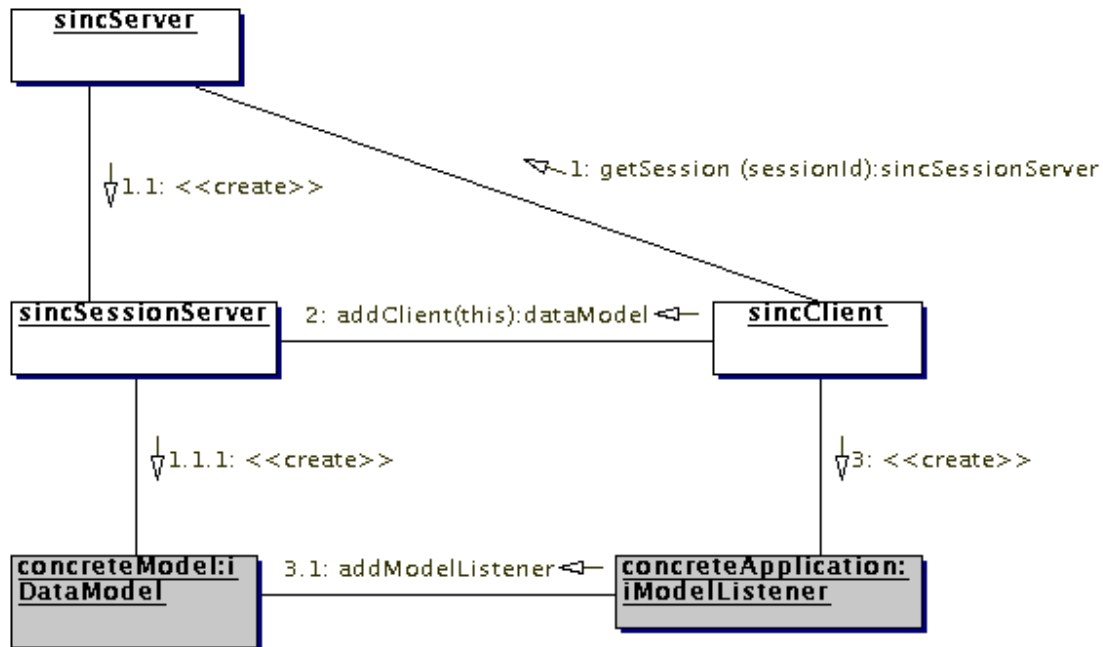 sincServer
1: getSession (sessionId):sincSessionServer
1.1: <<create>>
sincSessionServer
2: addClient(this):dataModel
sincClient
1.1.1: <<create>>
3: <<create>>
concreteModel:i
DataModel
3.1: addModelListener
concreteApplication:
iModelListener